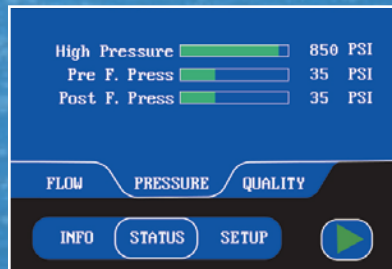 High Pressure 850 PSI
Pre F. Press 35 PSI
Post F. Press 35 PSI
FLOW PRESSURE QUALITY
INFO STATUS SETUP